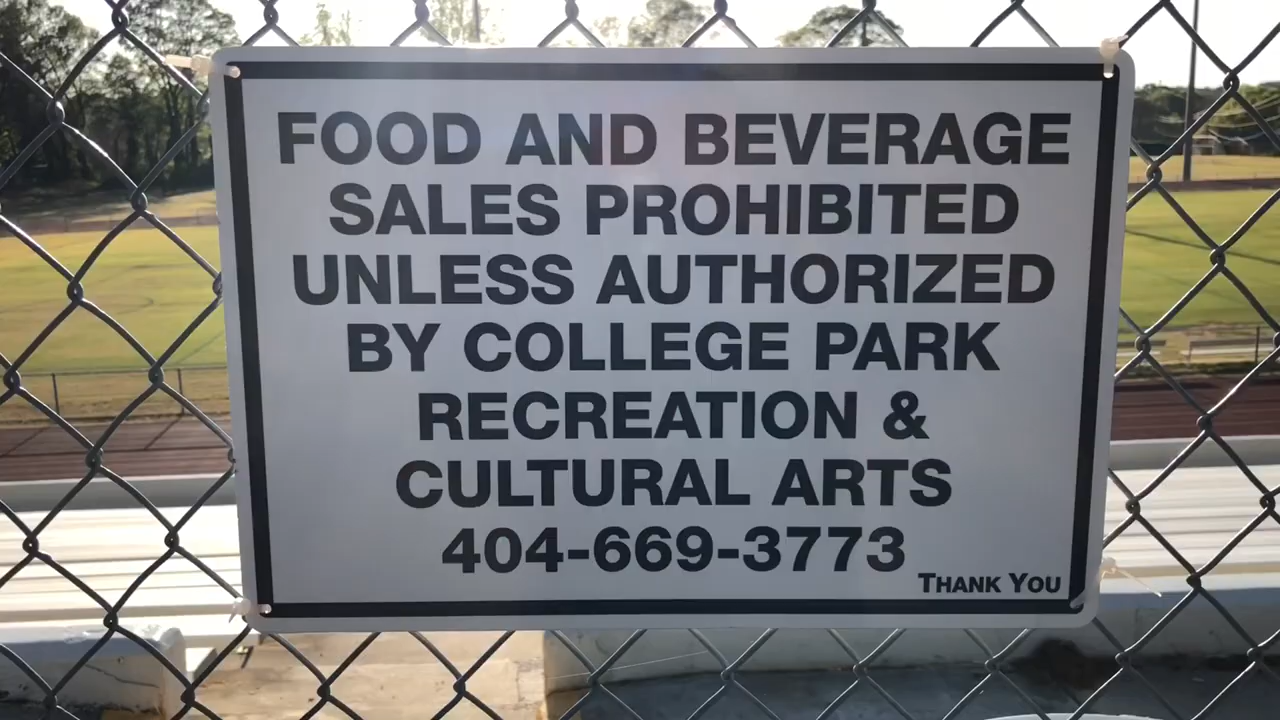 FOOD AND BEVERAGE
SALES PROHIBITED
UNLESS AUTHORIZED
BY COLLEGE PARK
RECREATION &
CULTURAL ARTS
404-669-3773
THANK YOU